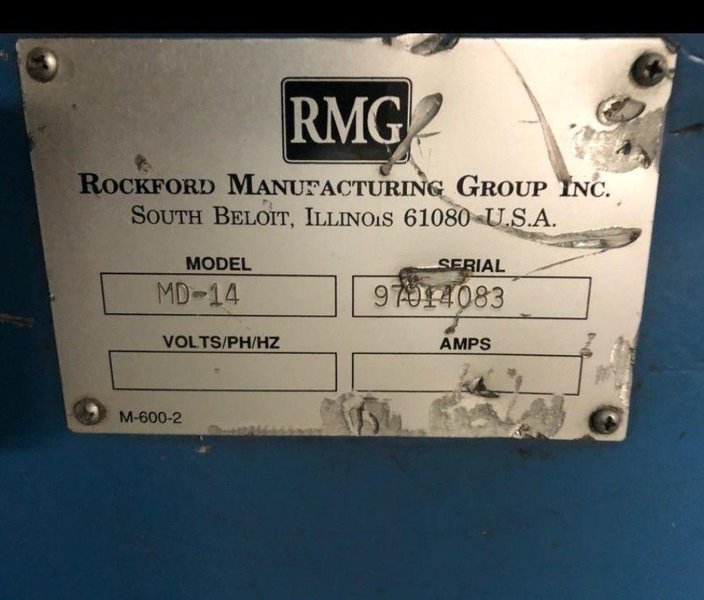 RMG
ROCKFORD MANUFACTURING GROUP INC.
SOUTH BELOIT, ILLINOIS 61080 U.S.A.
MODEL SERIAL
MD-14 97014083
VOLTS/PH/HZ AMPS
M-600-2